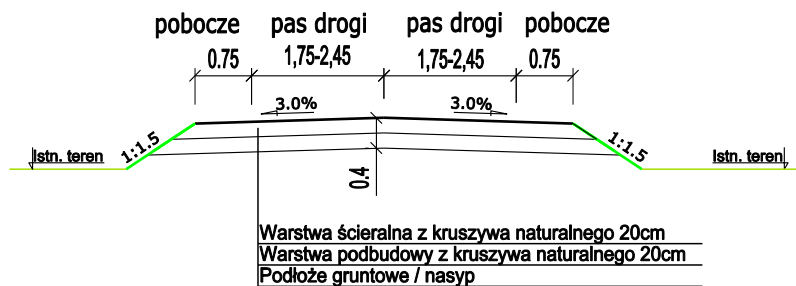 pobocze pas drogi pas drogi pobocze
0.75 1,75-2,45 1,75-2,45 0.75
3.0% 3.0%
1:1.5 1:1.5
Istn. teren Istn. teren
0.4
Warstwa ścieralna z kruszywa naturalnego 20cm
Warstwa podbudowy z kruszywa naturalnego 20cm
Podłoże gruntowe / nasyp